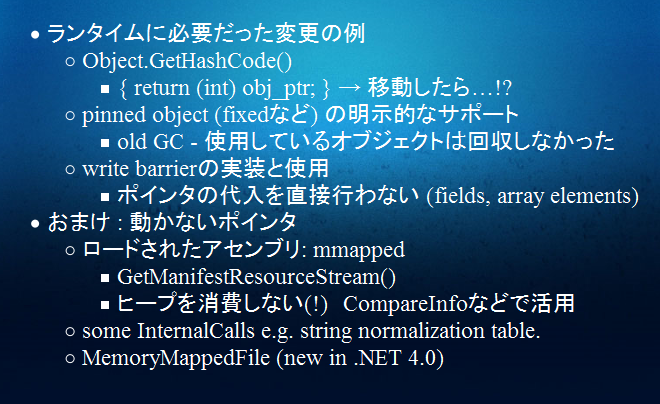 ランタイムに必要だった変更の例
Object.GetHashCode()
{ return (int) obj_ptr; } → 移動したら…!?
pinned object (fixedなど) の明示的なサポート
old GC - 使用しているオブジェクトは回収しなかった
write barrierの実装と使用
ポインタの代入を直接行わない (fields, array elements)
おまけ : 動かないポインタ
ロードされたアセンブリ: mmapped
GetManifestResourceStream()
ヒープを消費しない(!)   CompareInfoなどで活用
some InternalCalls e.g. string normalization table.
MemoryMappedFile (new in .NET 4.0)